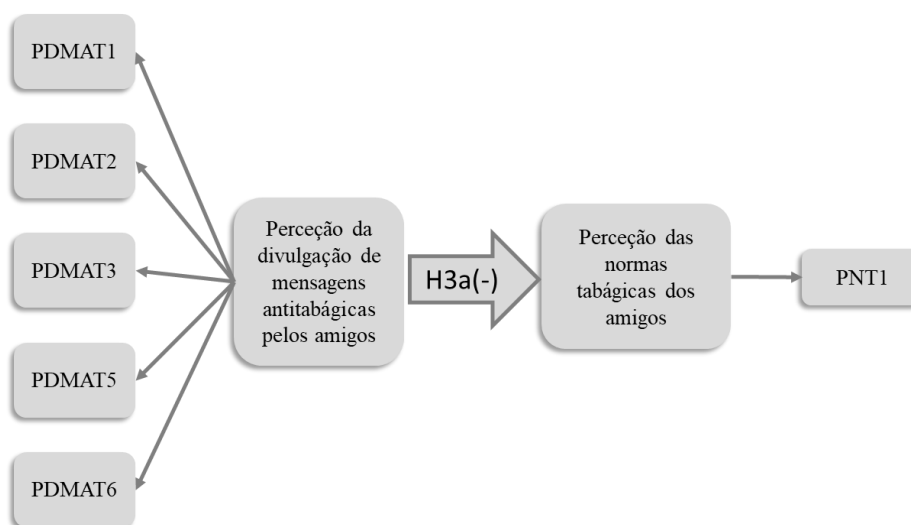 PDMAT1
PDMAT2
PDMAT3
PDMAT5
PDMAT6
Perceção da
divulgação de
mensagens
antitabágicas
pelos amigos
H3a(-)
Perceção das
normas
tabágicas dos
amigos
PNT1